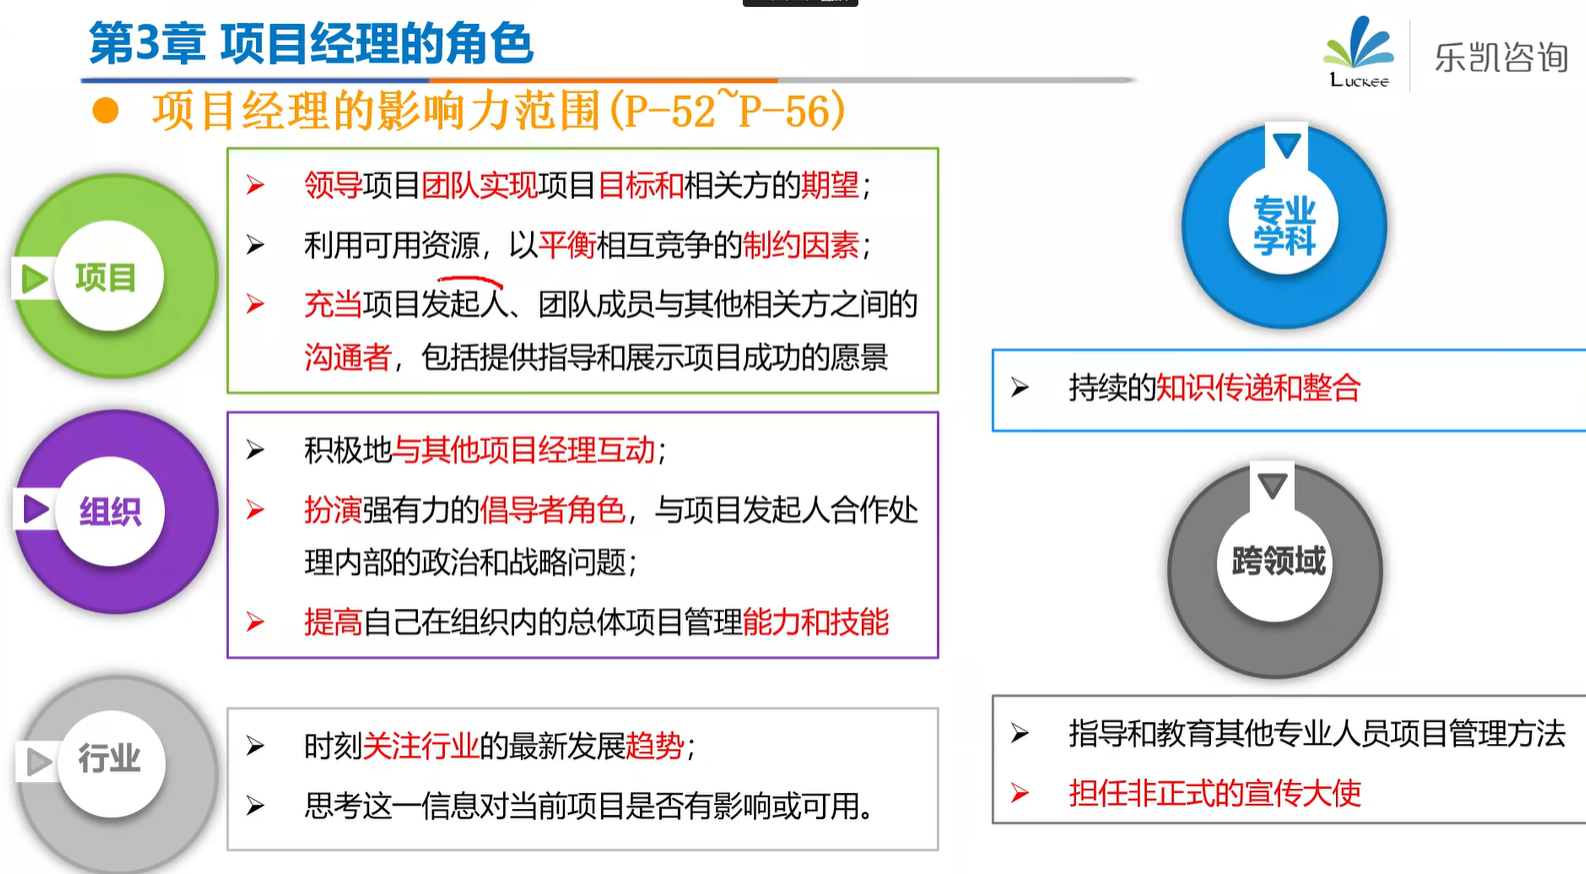 第3章 项目经理的角色
LUCKEE
乐凯咨询
项目经理的影响力范围(P-52~P-56)
项目
领导项目团队实现项目目标和相关方的期望；
利用可用资源，以平衡相互竞争的制约因素；
充当项目发起人、团队成员与其他相关方之间的
沟通者，包括提供指导和展示项目成功的愿景
组织
积极地与其他项目经理互动；
扮演强有力的倡导者角色，与项目发起人合作处
理内部的政治和战略问题；
提高自己在组织内的总体项目管理能力和技能
行业
时刻关注行业的最新发展趋势；
思考这一信息对当前项目是否有影响或可用。
专业
学科
持续的知识传递和整合
跨领域
指导和教育其他专业人员项目管理方法
担任非正式的宣传大使